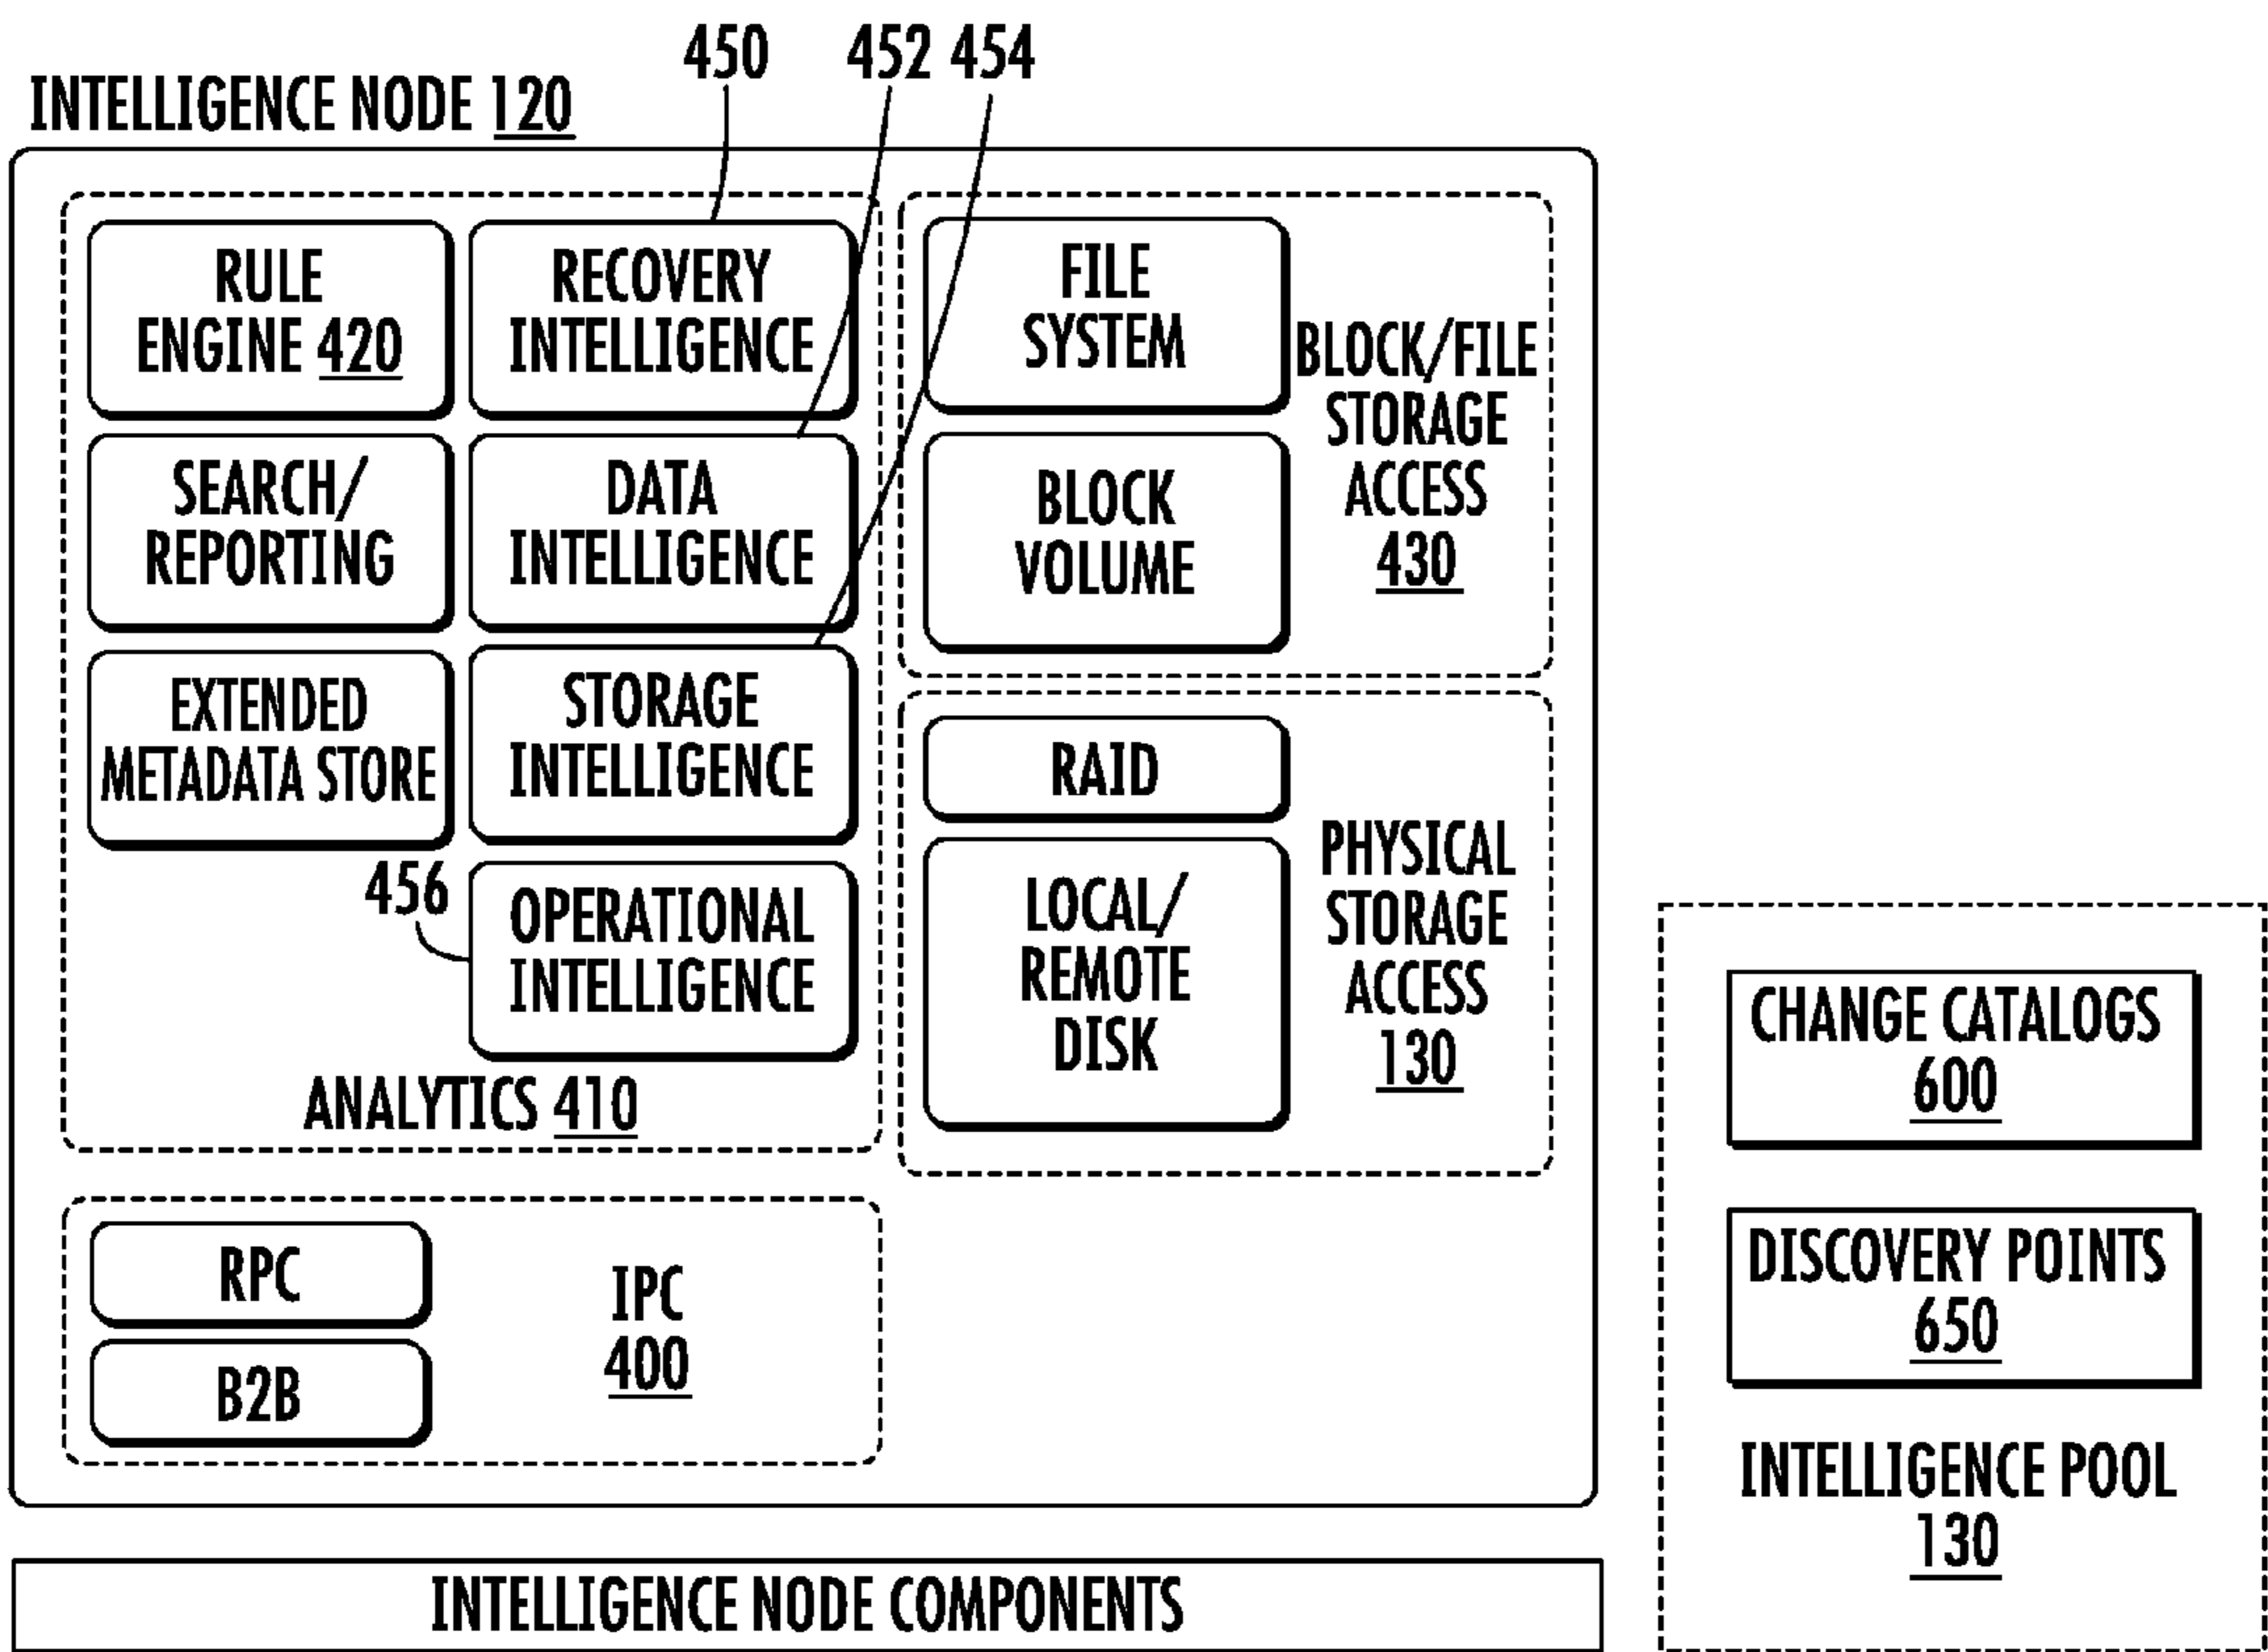 450
452
454
INTELLIGENCE NODE 120
RULE
ENGINE 420
RECOVERY
INTELLIGENCE
SEARCH/
REPORTING
DATA
INTELLIGENCE
EXTENDED
METADATA STORE
STORAGE
INTELLIGENCE
456
OPERATIONAL
INTELLIGENCE
ANALYTICS 410
FILE
SYSTEM
BLOCK
VOLUME
BLOCK/FILE
STORAGE
ACCESS
430
RAID
LOCAL/
REMOTE
DISK
PHYSICAL
STORAGE
ACCESS
130
RPC
B2B
IPC
400
CHANGE CATALOGS
600
DISCOVERY POINTS
650
INTELLIGENCE POOL
130
INTELLIGENCE NODE COMPONENTS